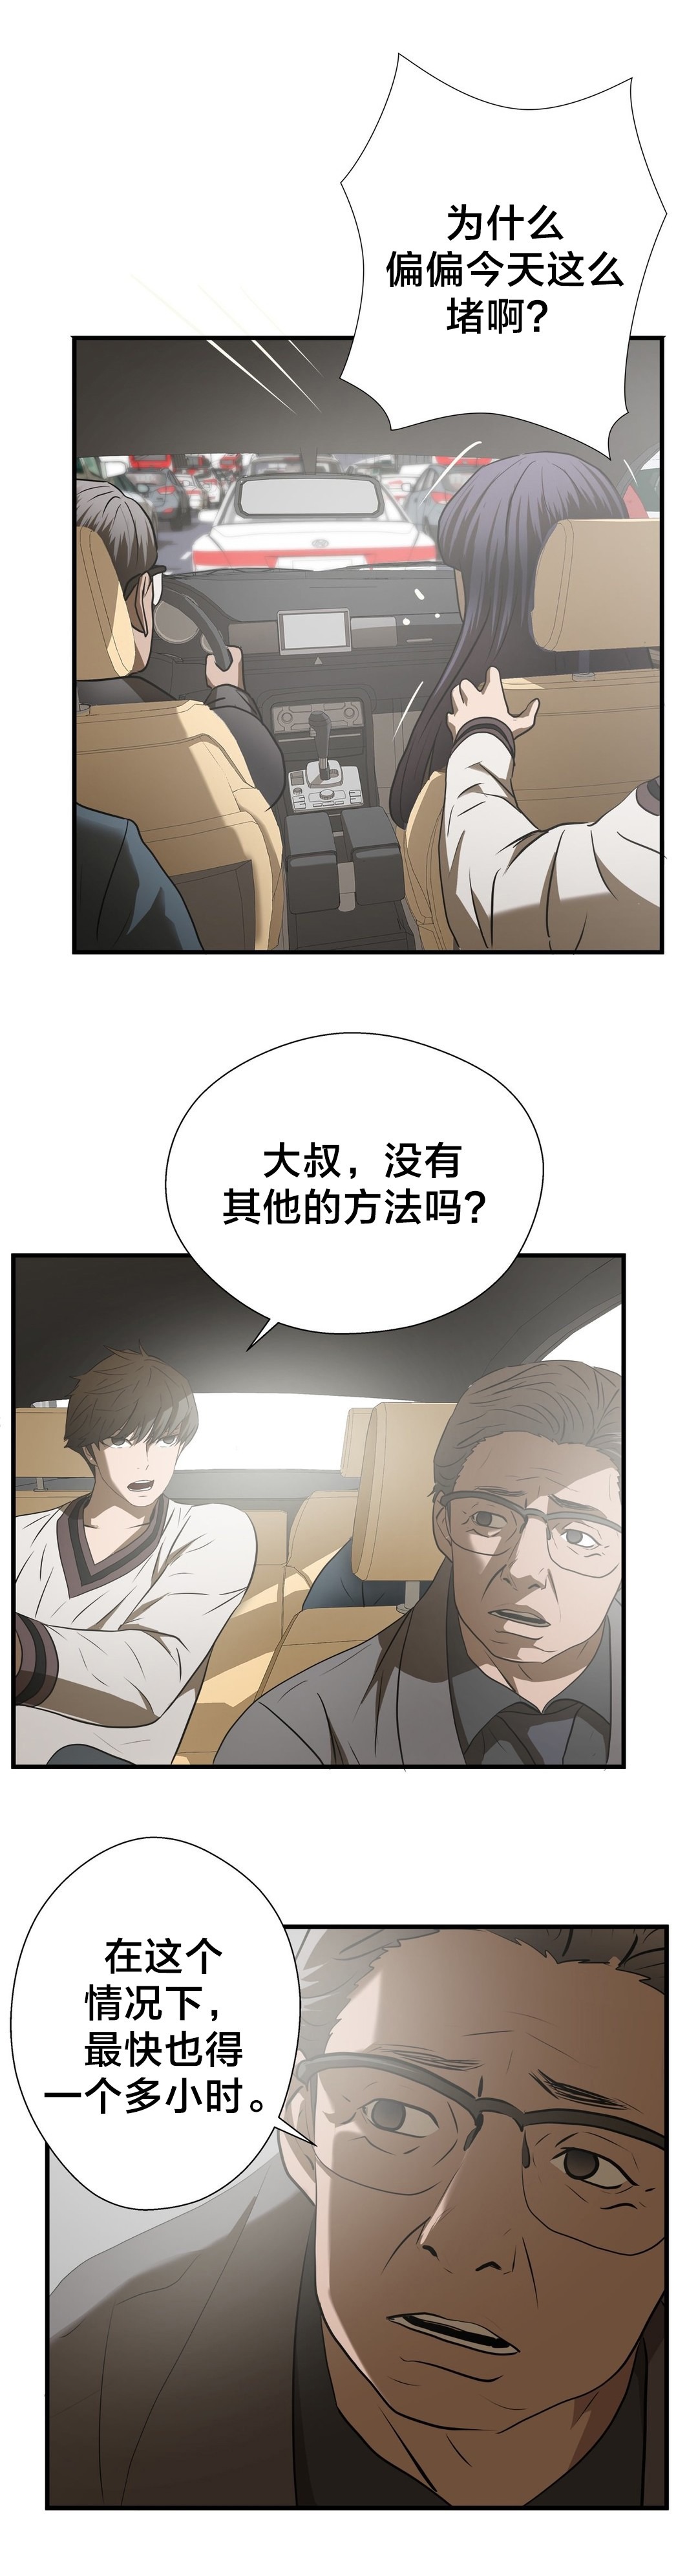 为什么
偏偏今天这么
堵啊?
大叔，没有
其他的方法吗?
在这个
情况下，
最快也得
一个多小时。